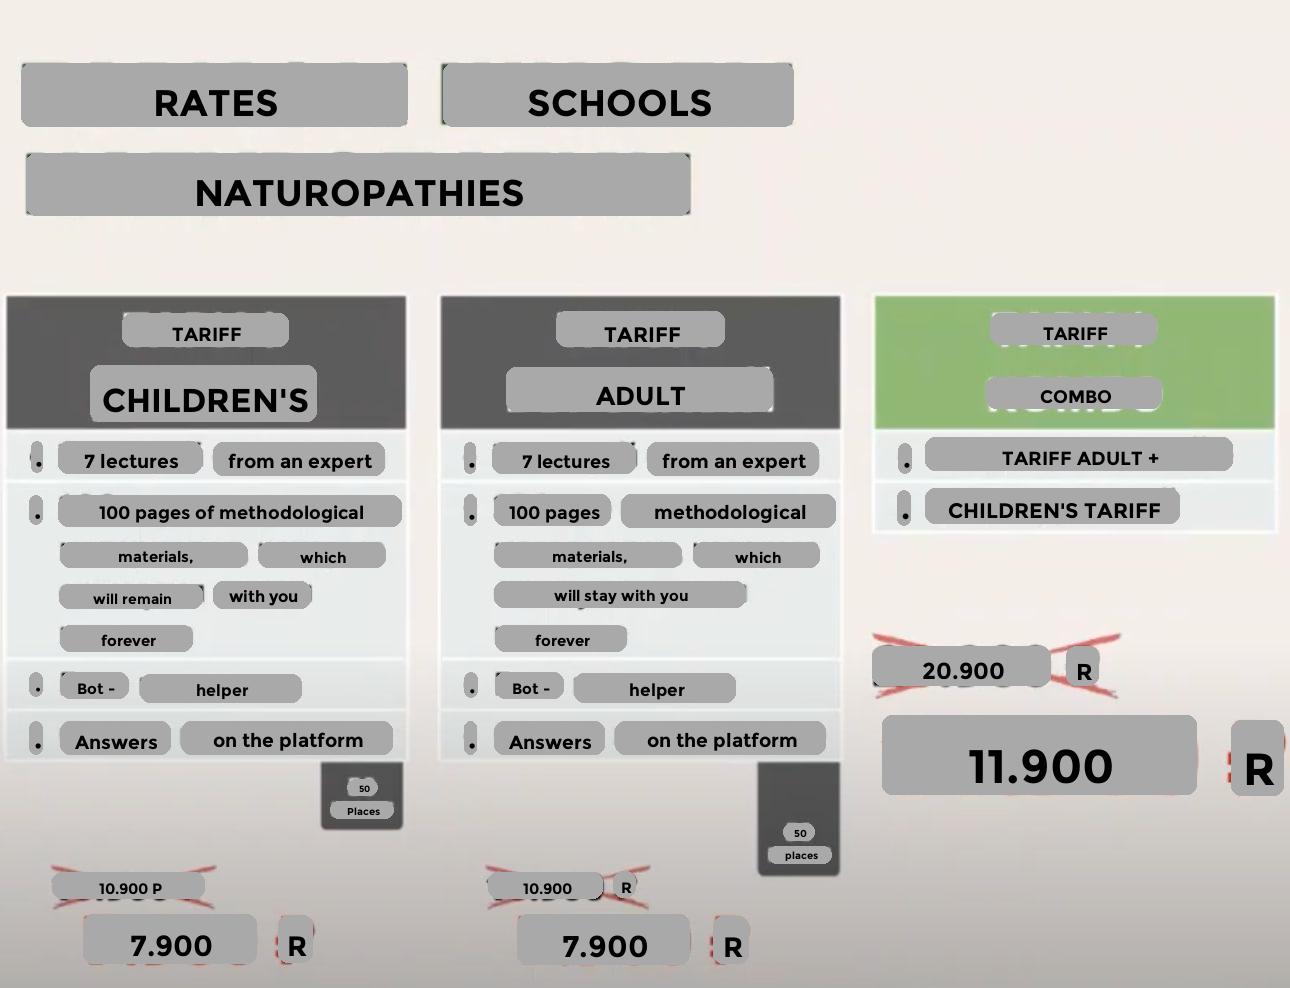 RATES SCHOOLS
NATUROPATHIES
TARIFF
CHILDREN'S
. 7 lectures from an expert
. 100 pages of methodological
materials, which
will remain with you
forever
. Bot - helper
. Answers on the platform
50
Places
10.900 P
7.900 R
TARIFF
ADULT
. 7 lectures from an expert
. 100 pages methodological
materials, which
will stay with you
forever
. Bot - helper
. Answers on the platform
50
places
10.900 R
7.900 R
TARIFF
COMBO
. TARIFF ADULT +
. CHILDREN'S TARIFF
20.900 R
11.900 R